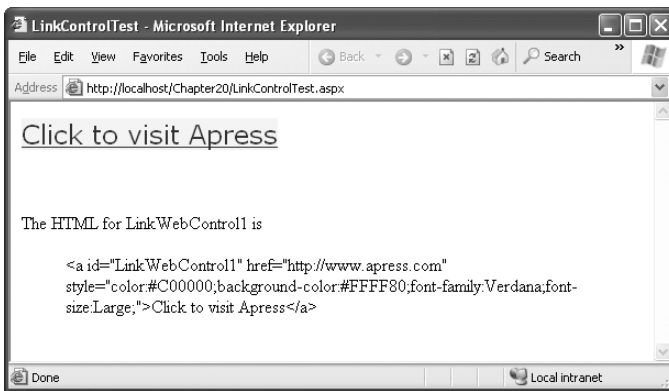 LinkControlTest - Microsoft Internet Explorer
File Edit View Favorites Tools Help Back Search »
Address http://localhost/Chapter20/LinkControlTest.aspx
Click to visit Apress
The HTML for LinkWebControl1 is
<a id="LinkWebControl1" href="http://www.apress.com"
style="color:#C00000;background-color:#FFFF80;font-family:Verdana;font-
size:Large;">Click to visit Apress</a>
Done Local intranet